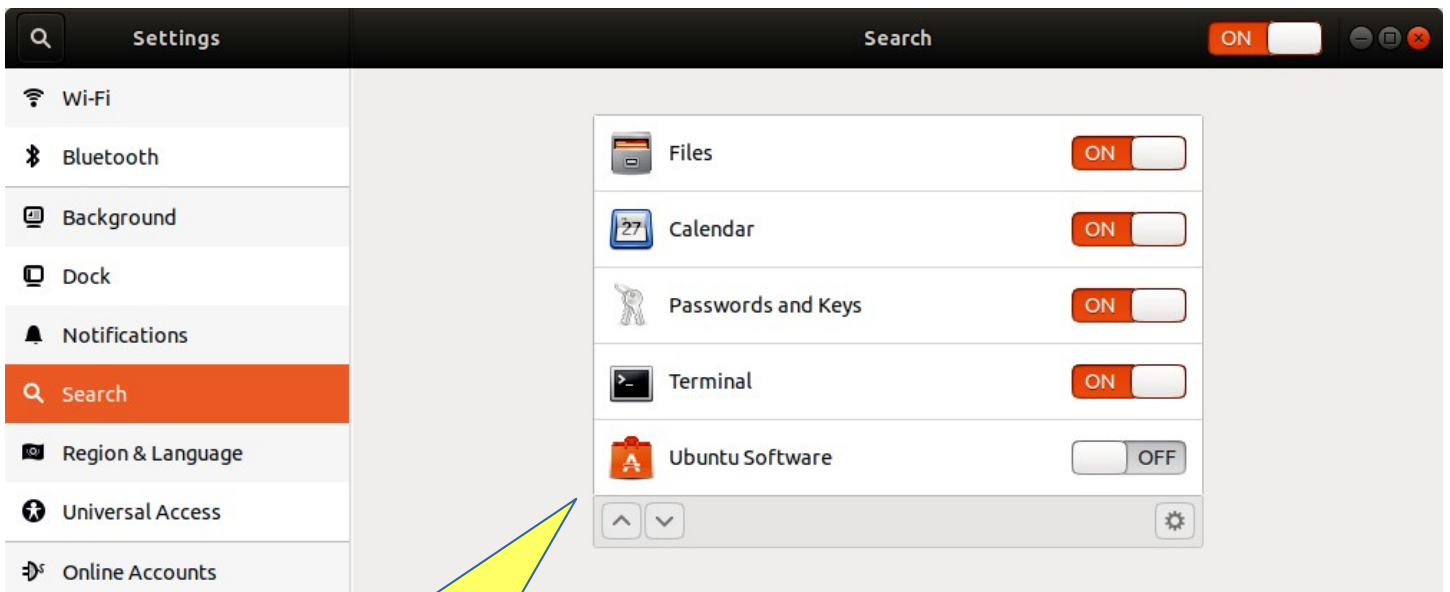 Settings
Search
ON
Wi-Fi
Bluetooth
Background
Dock
Notifications
Search
Region & Language
Universal Access
Online Accounts
Files
ON
27
Calendar
ON
Passwords and Keys
ON
>_
Terminal
ON
A
Ubuntu Software
OFF